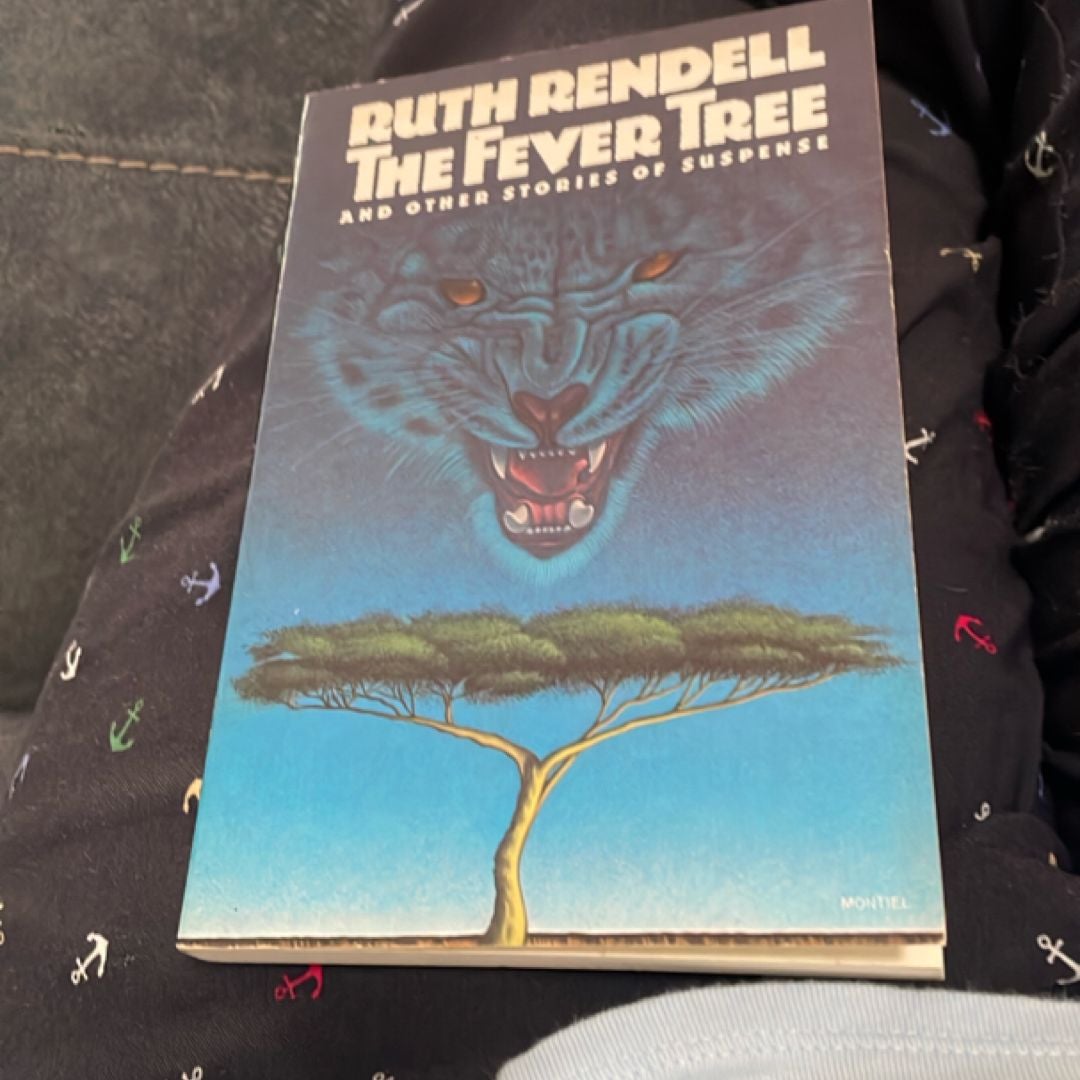 RUTH RENDELL
THE FEVER TREE
AND OTHER STORIES OF SUSPENSE
MONTIEL